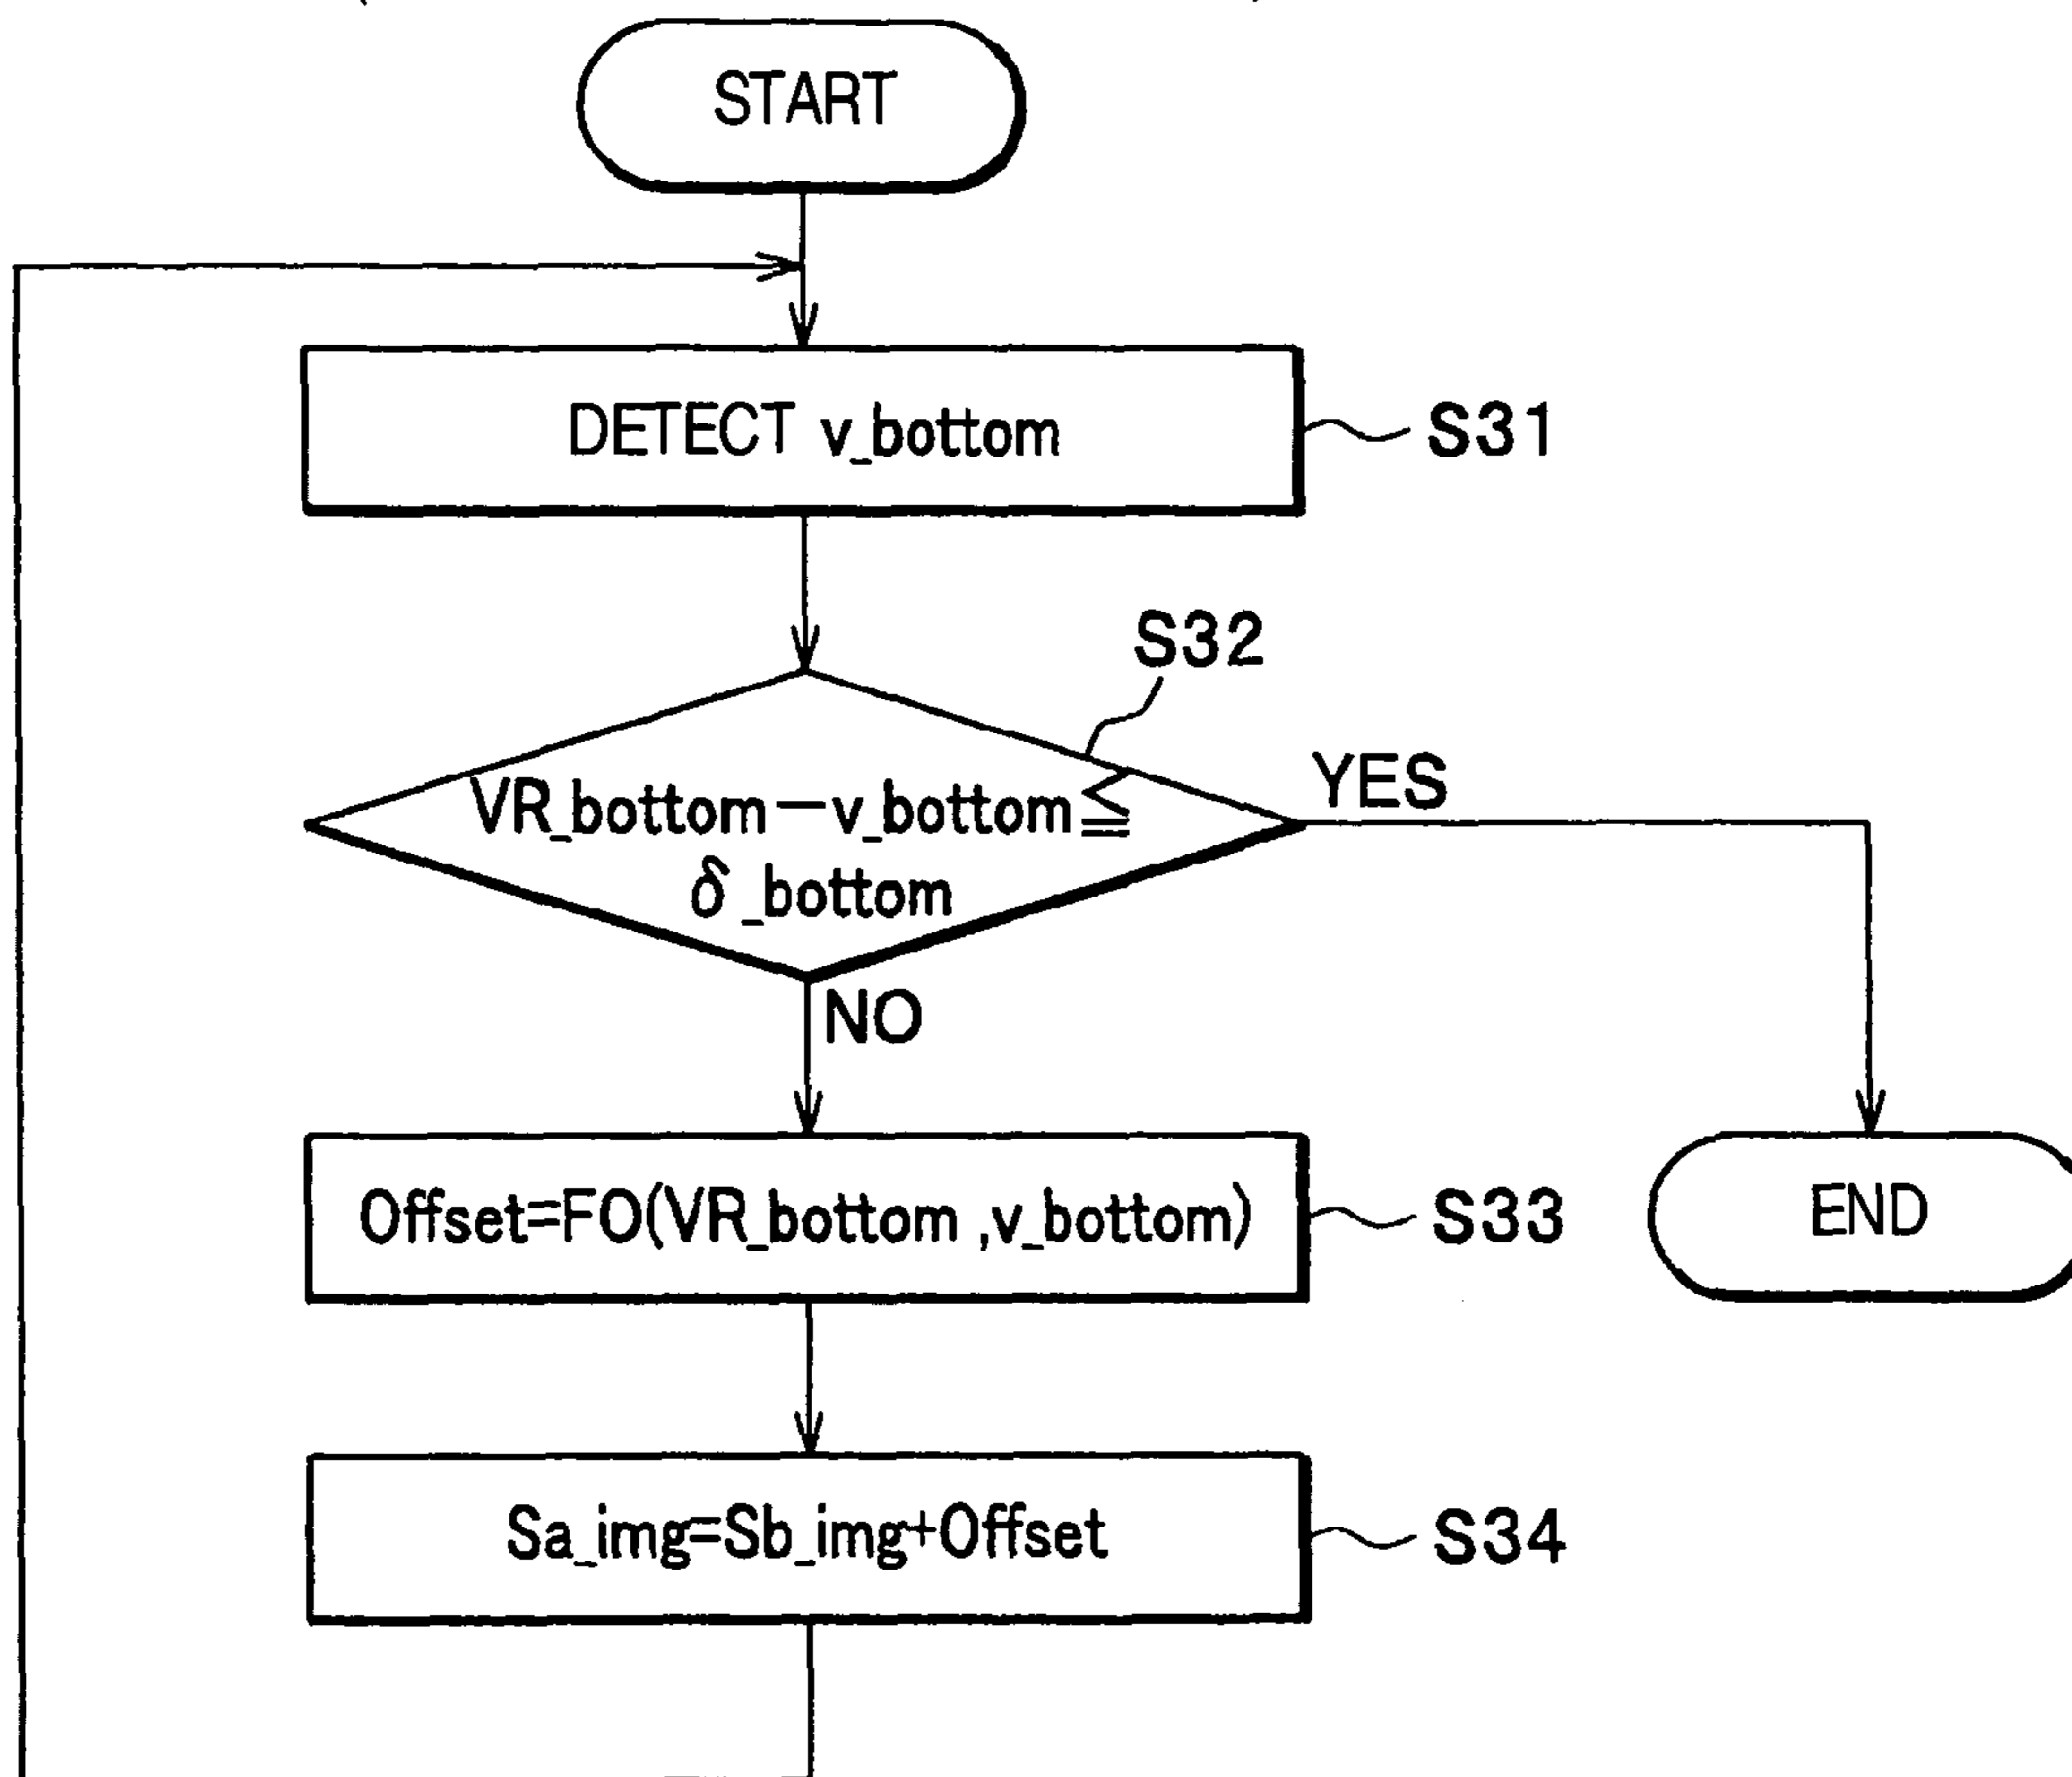 START
DETECT v_bottom
S31
S32
VR_bottom－v_bottom≦
δ_bottom
YES
NO
Offset=FO(VR_bottom ,v_bottom)
S33
END
Sa_img=Sb_img+Offset
S34